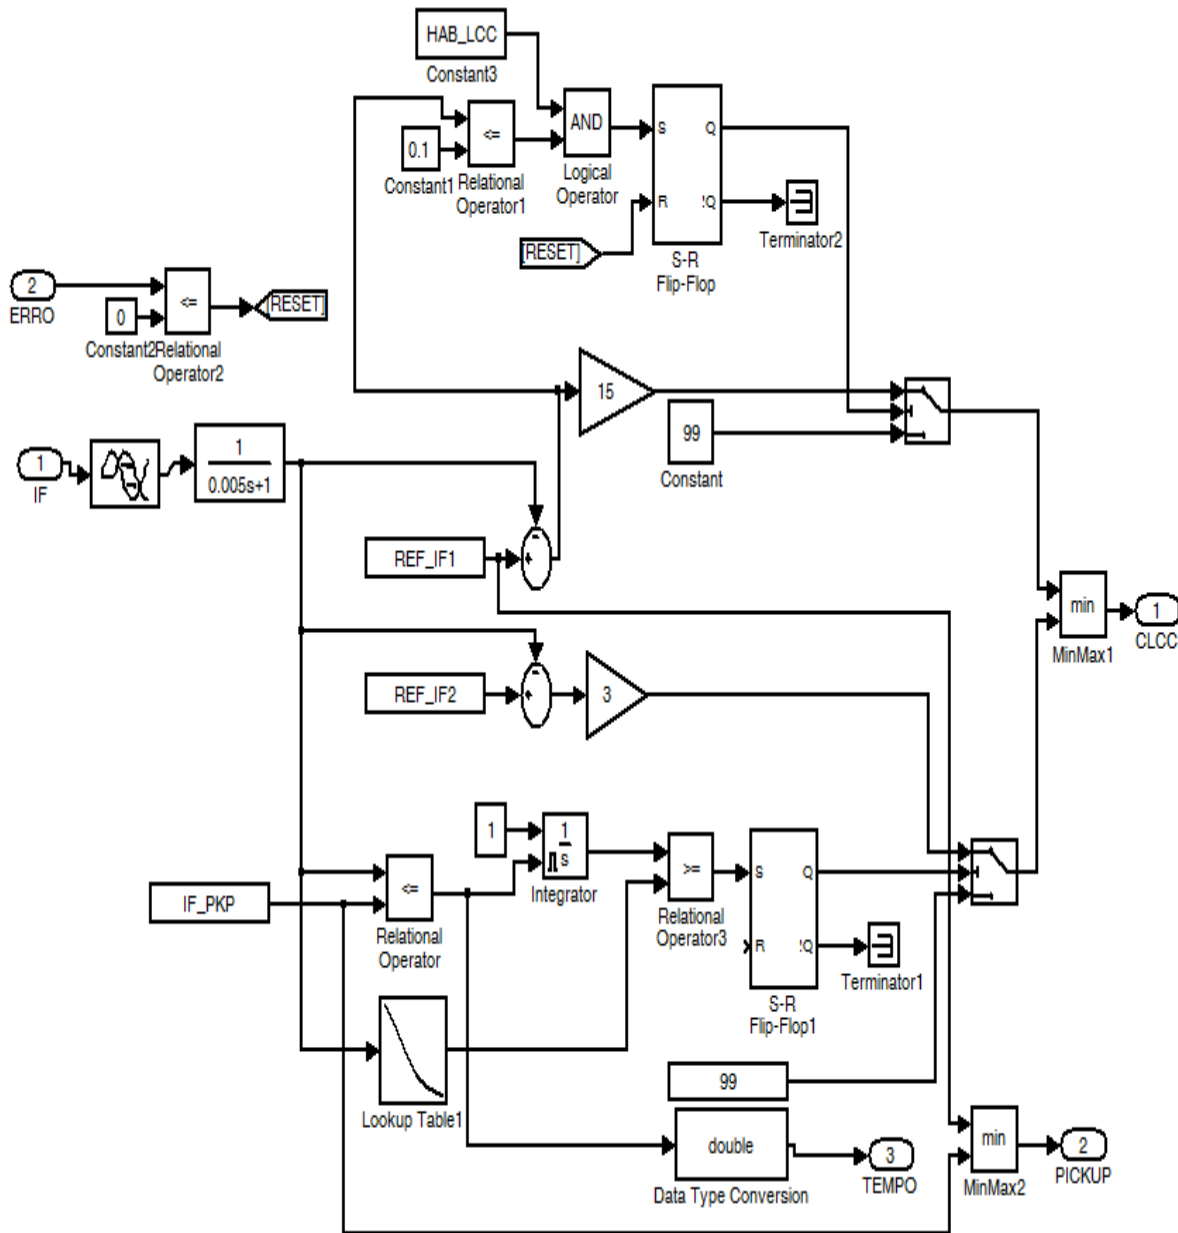 HAB_LCC
Constant3
<=
AND
0.1
Constant1
Relational
Operator1
Logical
Operator
S
Q
R
!Q
[RESET]
S-R
Flip-Flop
Terminator2
2
ERRO
<=
[RESET]
0
Constant2
Relational
Operator2
15
99
Constant
1
IF
1
0.005s+1
-
+
REF_IF1
min
MinMax1
1
CLCC
-
+
REF_IF2
3
1
1
s
Integrator
>=
Relational
Operator3
S
Q
R
!Q
S-R
Flip-Flop1
Terminator1
IF_PKP
<=
Relational
Operator
Lookup Table1
99
double
Data Type Conversion
3
TEMPO
min
MinMax2
2
PICKUP